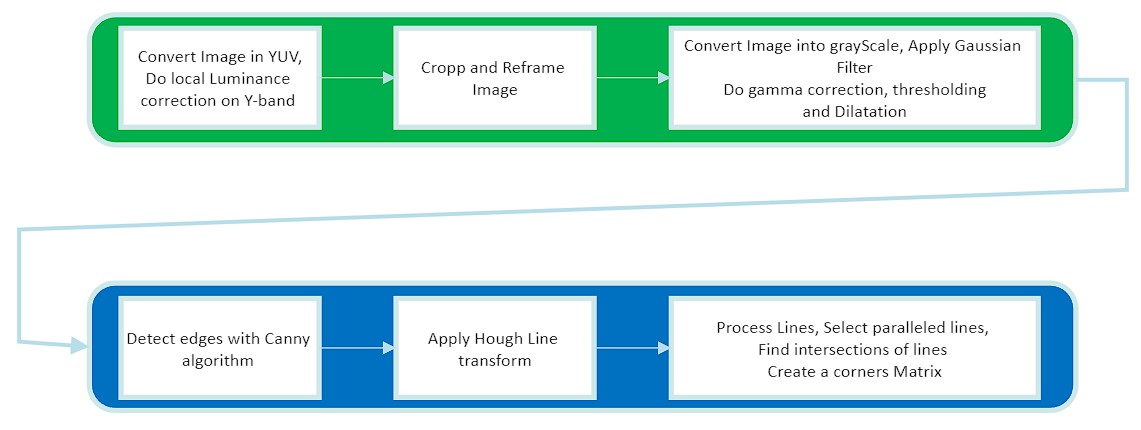 Convert Image in YUV,
Do local Luminance
correction on Y-band
Cropp and Reframe
Image
Convert Image into grayScale, Apply Gaussian
Filter
Do gamma correction, thresholding
and Dilatation
Detect edges with Canny
algorithm
Apply Hough Line
transform
Process Lines, Select paralleled lines,
Find intersections of lines
Create a corners Matrix